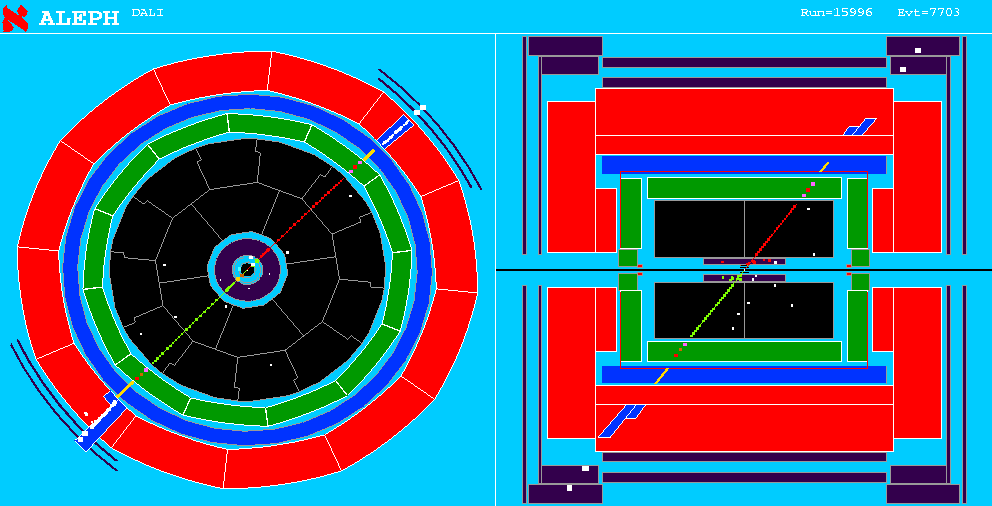 ℵ ALEPH DALI Run=15996 Evt=7703